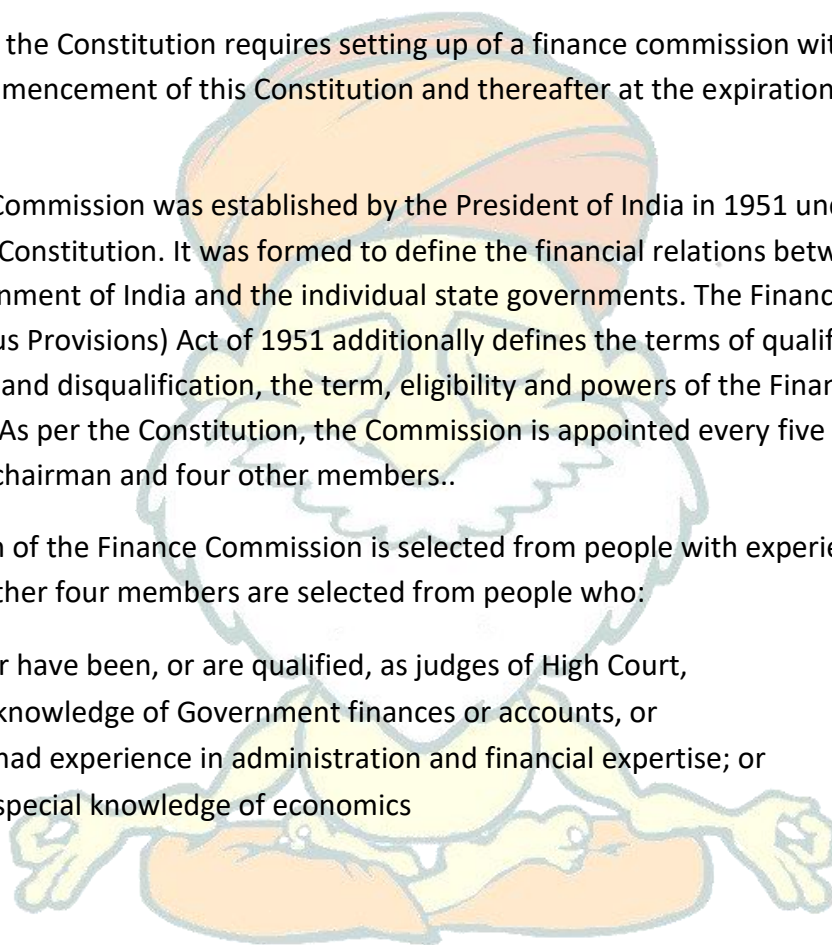 the Constitution requires setting up of a finance commission wit
mencement of this Constitution and thereafter at the expiration
Commission was established by the President of India in 1951 un
Constitution. It was formed to define the financial relations betw
nment of India and the individual state governments. The Financ
us Provisions) Act of 1951 additionally defines the terms of qualif
and disqualification, the term, eligibility and powers of the Finan
As per the Constitution, the Commission is appointed every five
chairman and four other members..
n of the Finance Commission is selected from people with experie
ther four members are selected from people who:
r have been, or are qualified, as judges of High Court,
knowledge of Government finances or accounts, or
had experience in administration and financial expertise; or
special knowledge of economics